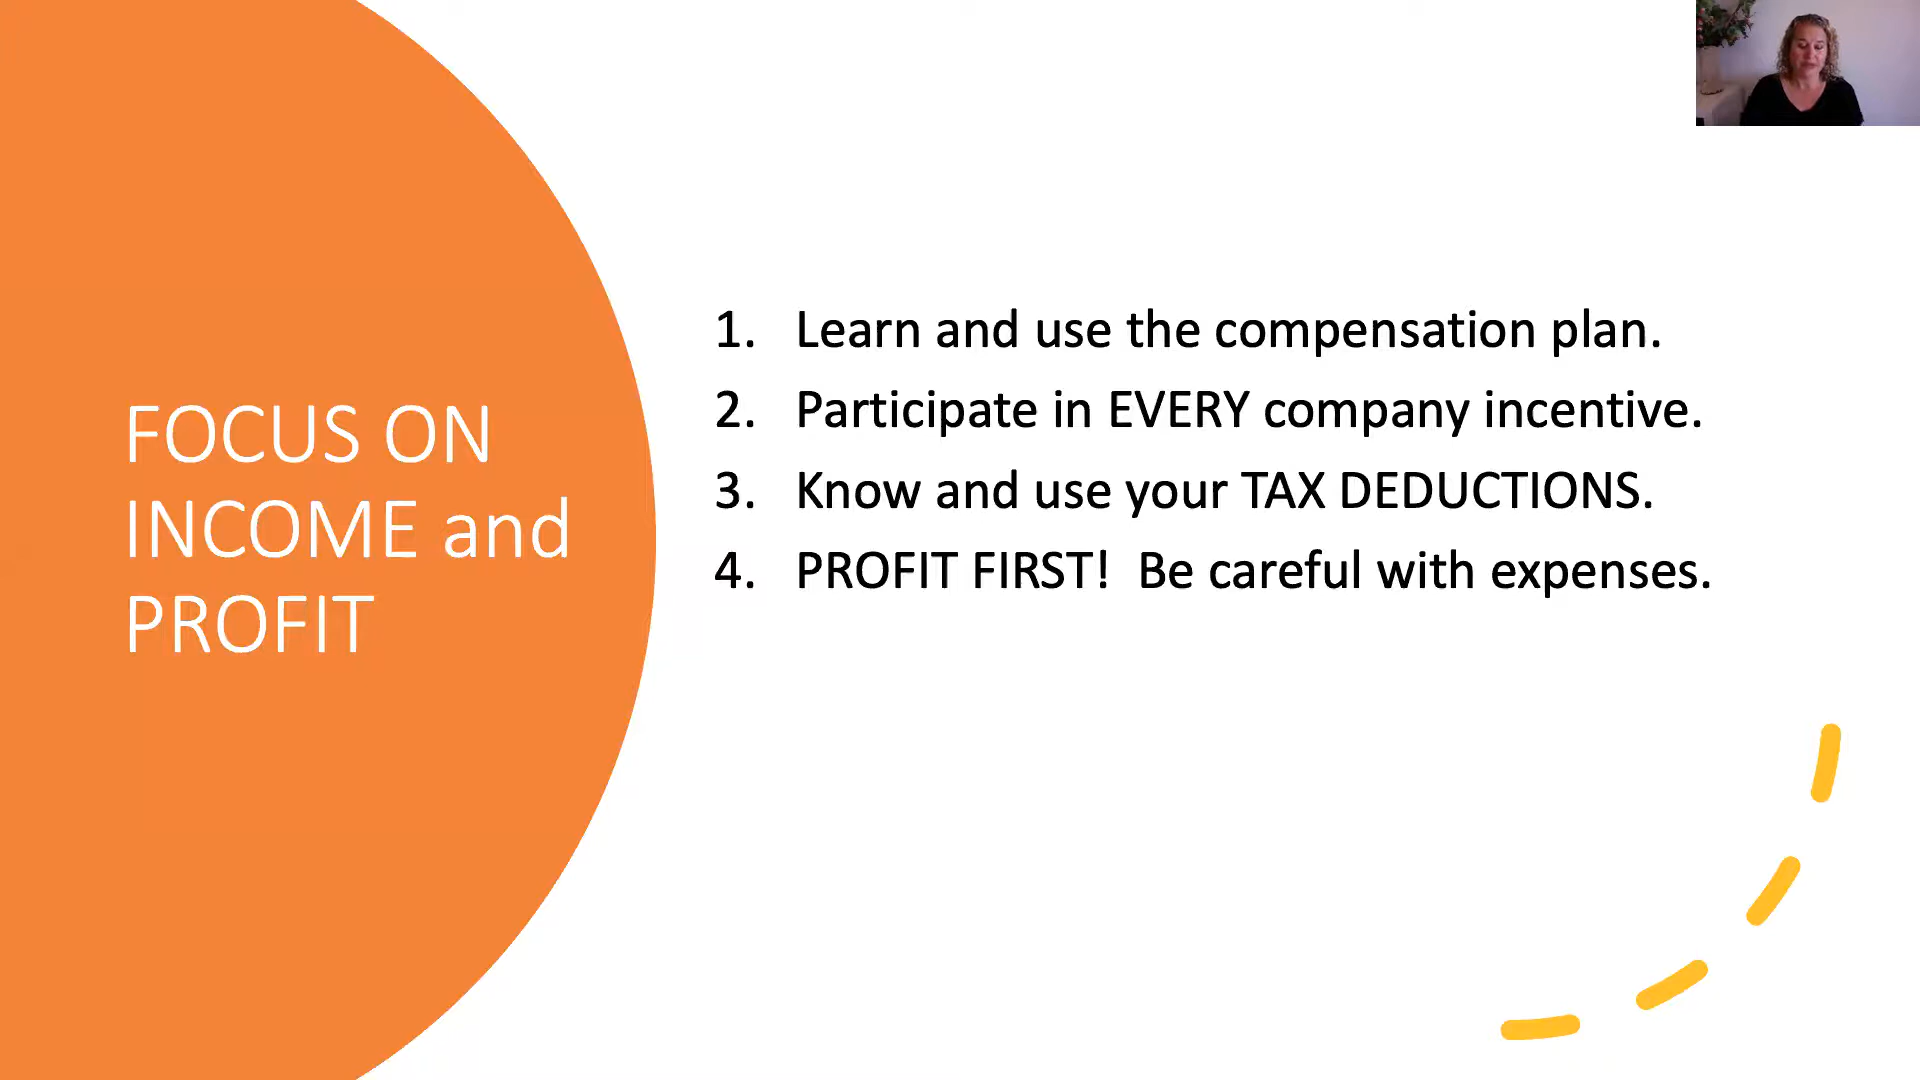 FOCUS ON
INCOME and
PROFIT
1. Learn and use the compensation plan.
2. Participate in EVERY company incentive.
3. Know and use your TAX DEDUCTIONS.
4. PROFIT FIRST!  Be careful with expenses.